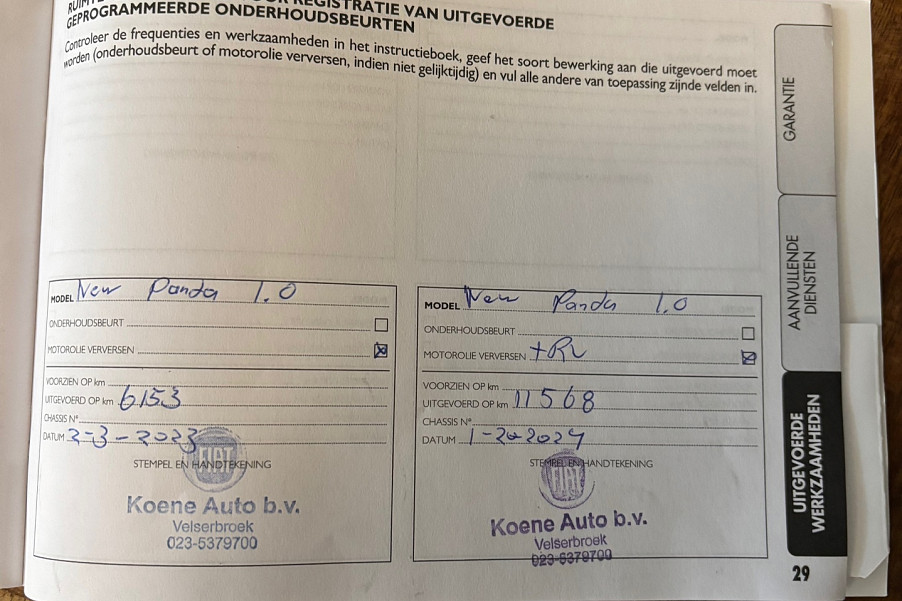 REGISTRATIE VAN UITGEVOERDE
GEPROGRAMMEERDE ONDERHOUDSBEURTEN
Controleer de frequenties en werkzaamheden in het instructieboek, geef het soort bewerking aan die uitgevoerd moet
worden (onderhoudsbeurt of motorolie verversen, indien niet gelijktijdig) en vul alle andere van toepassing zijnde velden in.
MODEL New Panda 1.0
ONDERHOUDSBEURT
MOTOROLIE VERVERSEN
VOORZIEN OP km
UITGEVOERD OP km 6153
CHASSIS N°
DATUM 2-3-2023
FIAT
STEMPEL EN HANDTEKENING
Koene Auto b.v.
Velserbroek
023-5379700
MODEL New Panda 1.0
ONDERHOUDSBEURT
MOTOROLIE VERVERSEN
VOORZIEN OP km
UITGEVOERD OP km 11568
CHASSIS N°
DATUM
FIAT
STEMPEL EN HANDTEKENING
Koene Auto b.v.
Velserbroek
023-5379700
GARANTIE
AANVULLENDE
DIENSTEN
UITGEVOERDE
WERKZAAMHEDEN
29